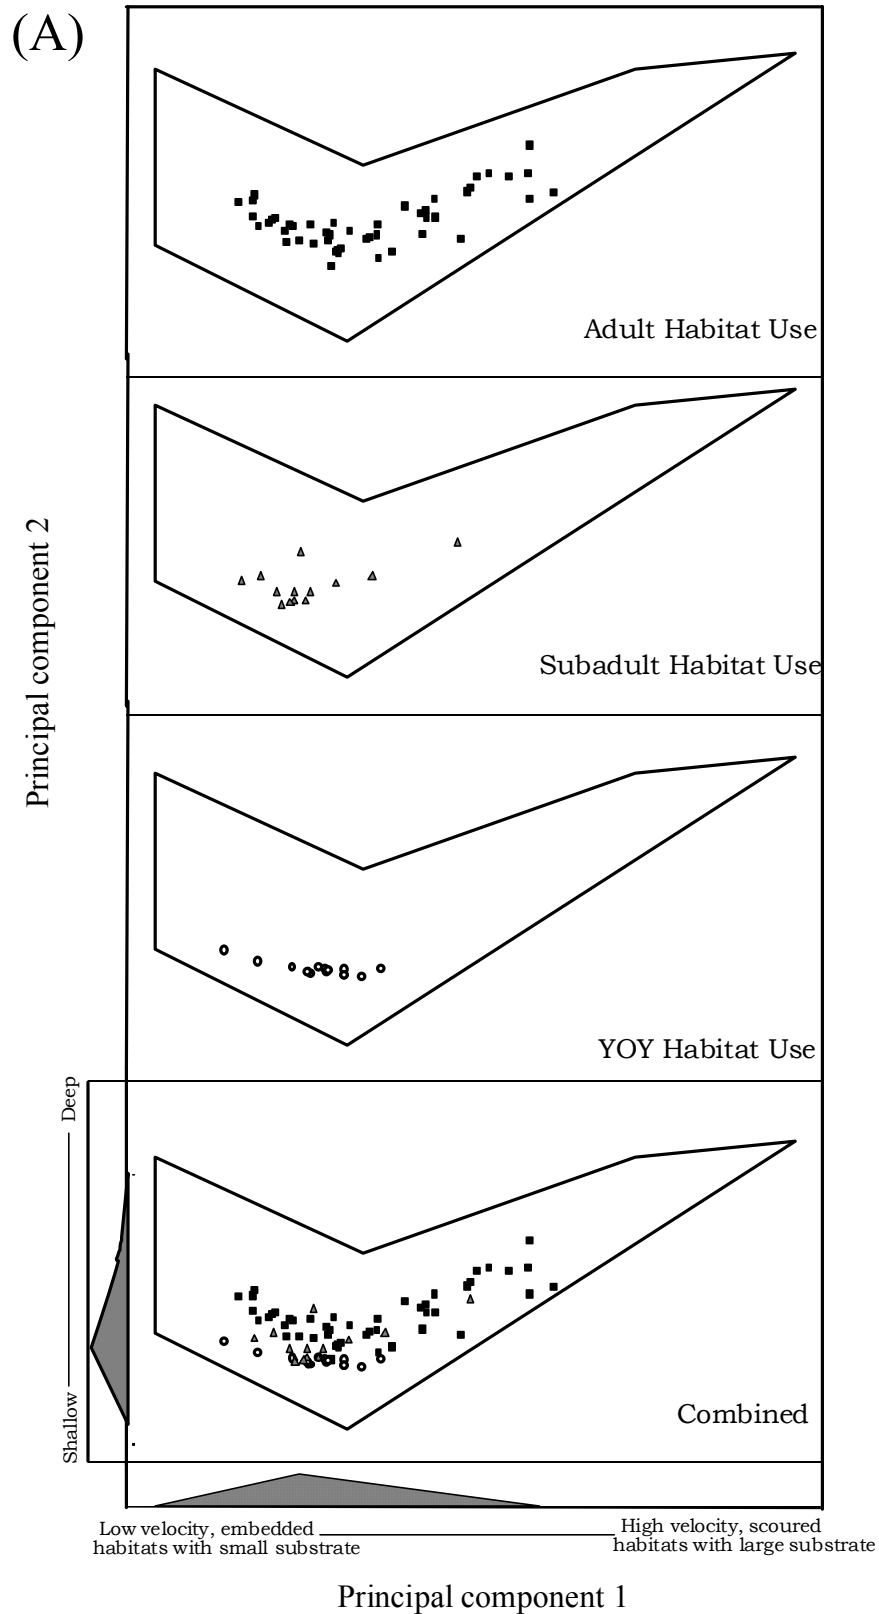 (A)
Adult Habitat Use
Subadult Habitat Use
Principal component 2
YOY Habitat Use
Deep
Shallow
Combined
Low velocity, embedded
habitats with small substrate
High velocity, scoured
habitats with large substrate
Principal component 1